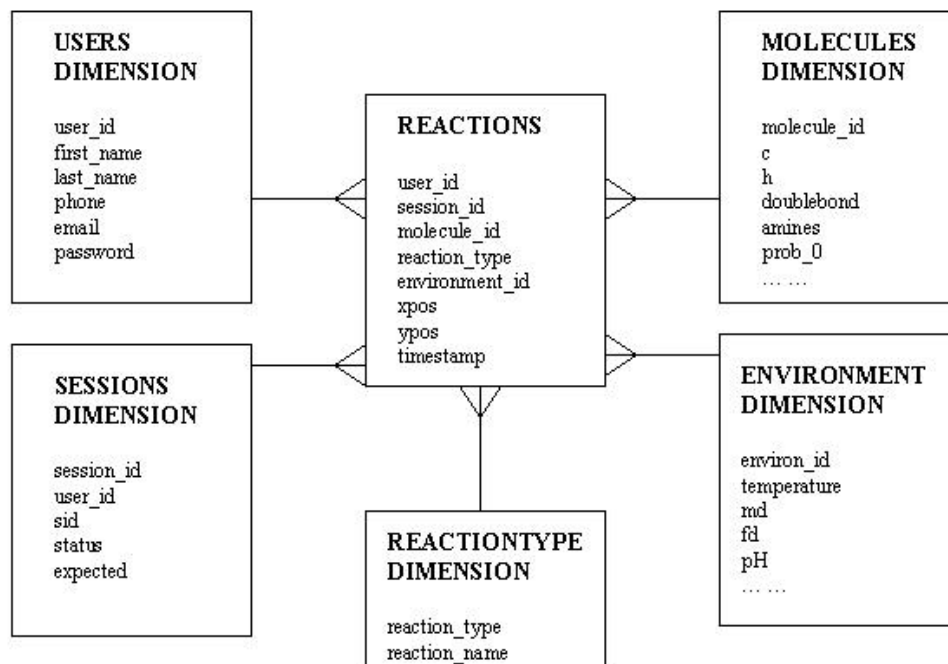 USERS
DIMENSION
user_id
first_name
last_name
phone
email
password
REACTIONS
user_id
session_id
molecule_id
reaction_type
environment_id
xpos
ypos
timestamp
MOLECULES
DIMENSION
molecule_id
c
h
doublebond
amines
prob_0
... ...
SESSIONS
DIMENSION
session_id
user_id
sid
status
expected
REACTIONTYPE
DIMENSION
reaction_type
reaction_name
ENVIRONMENT
DIMENSION
environ_id
temperature
md
fd
pH
... ...